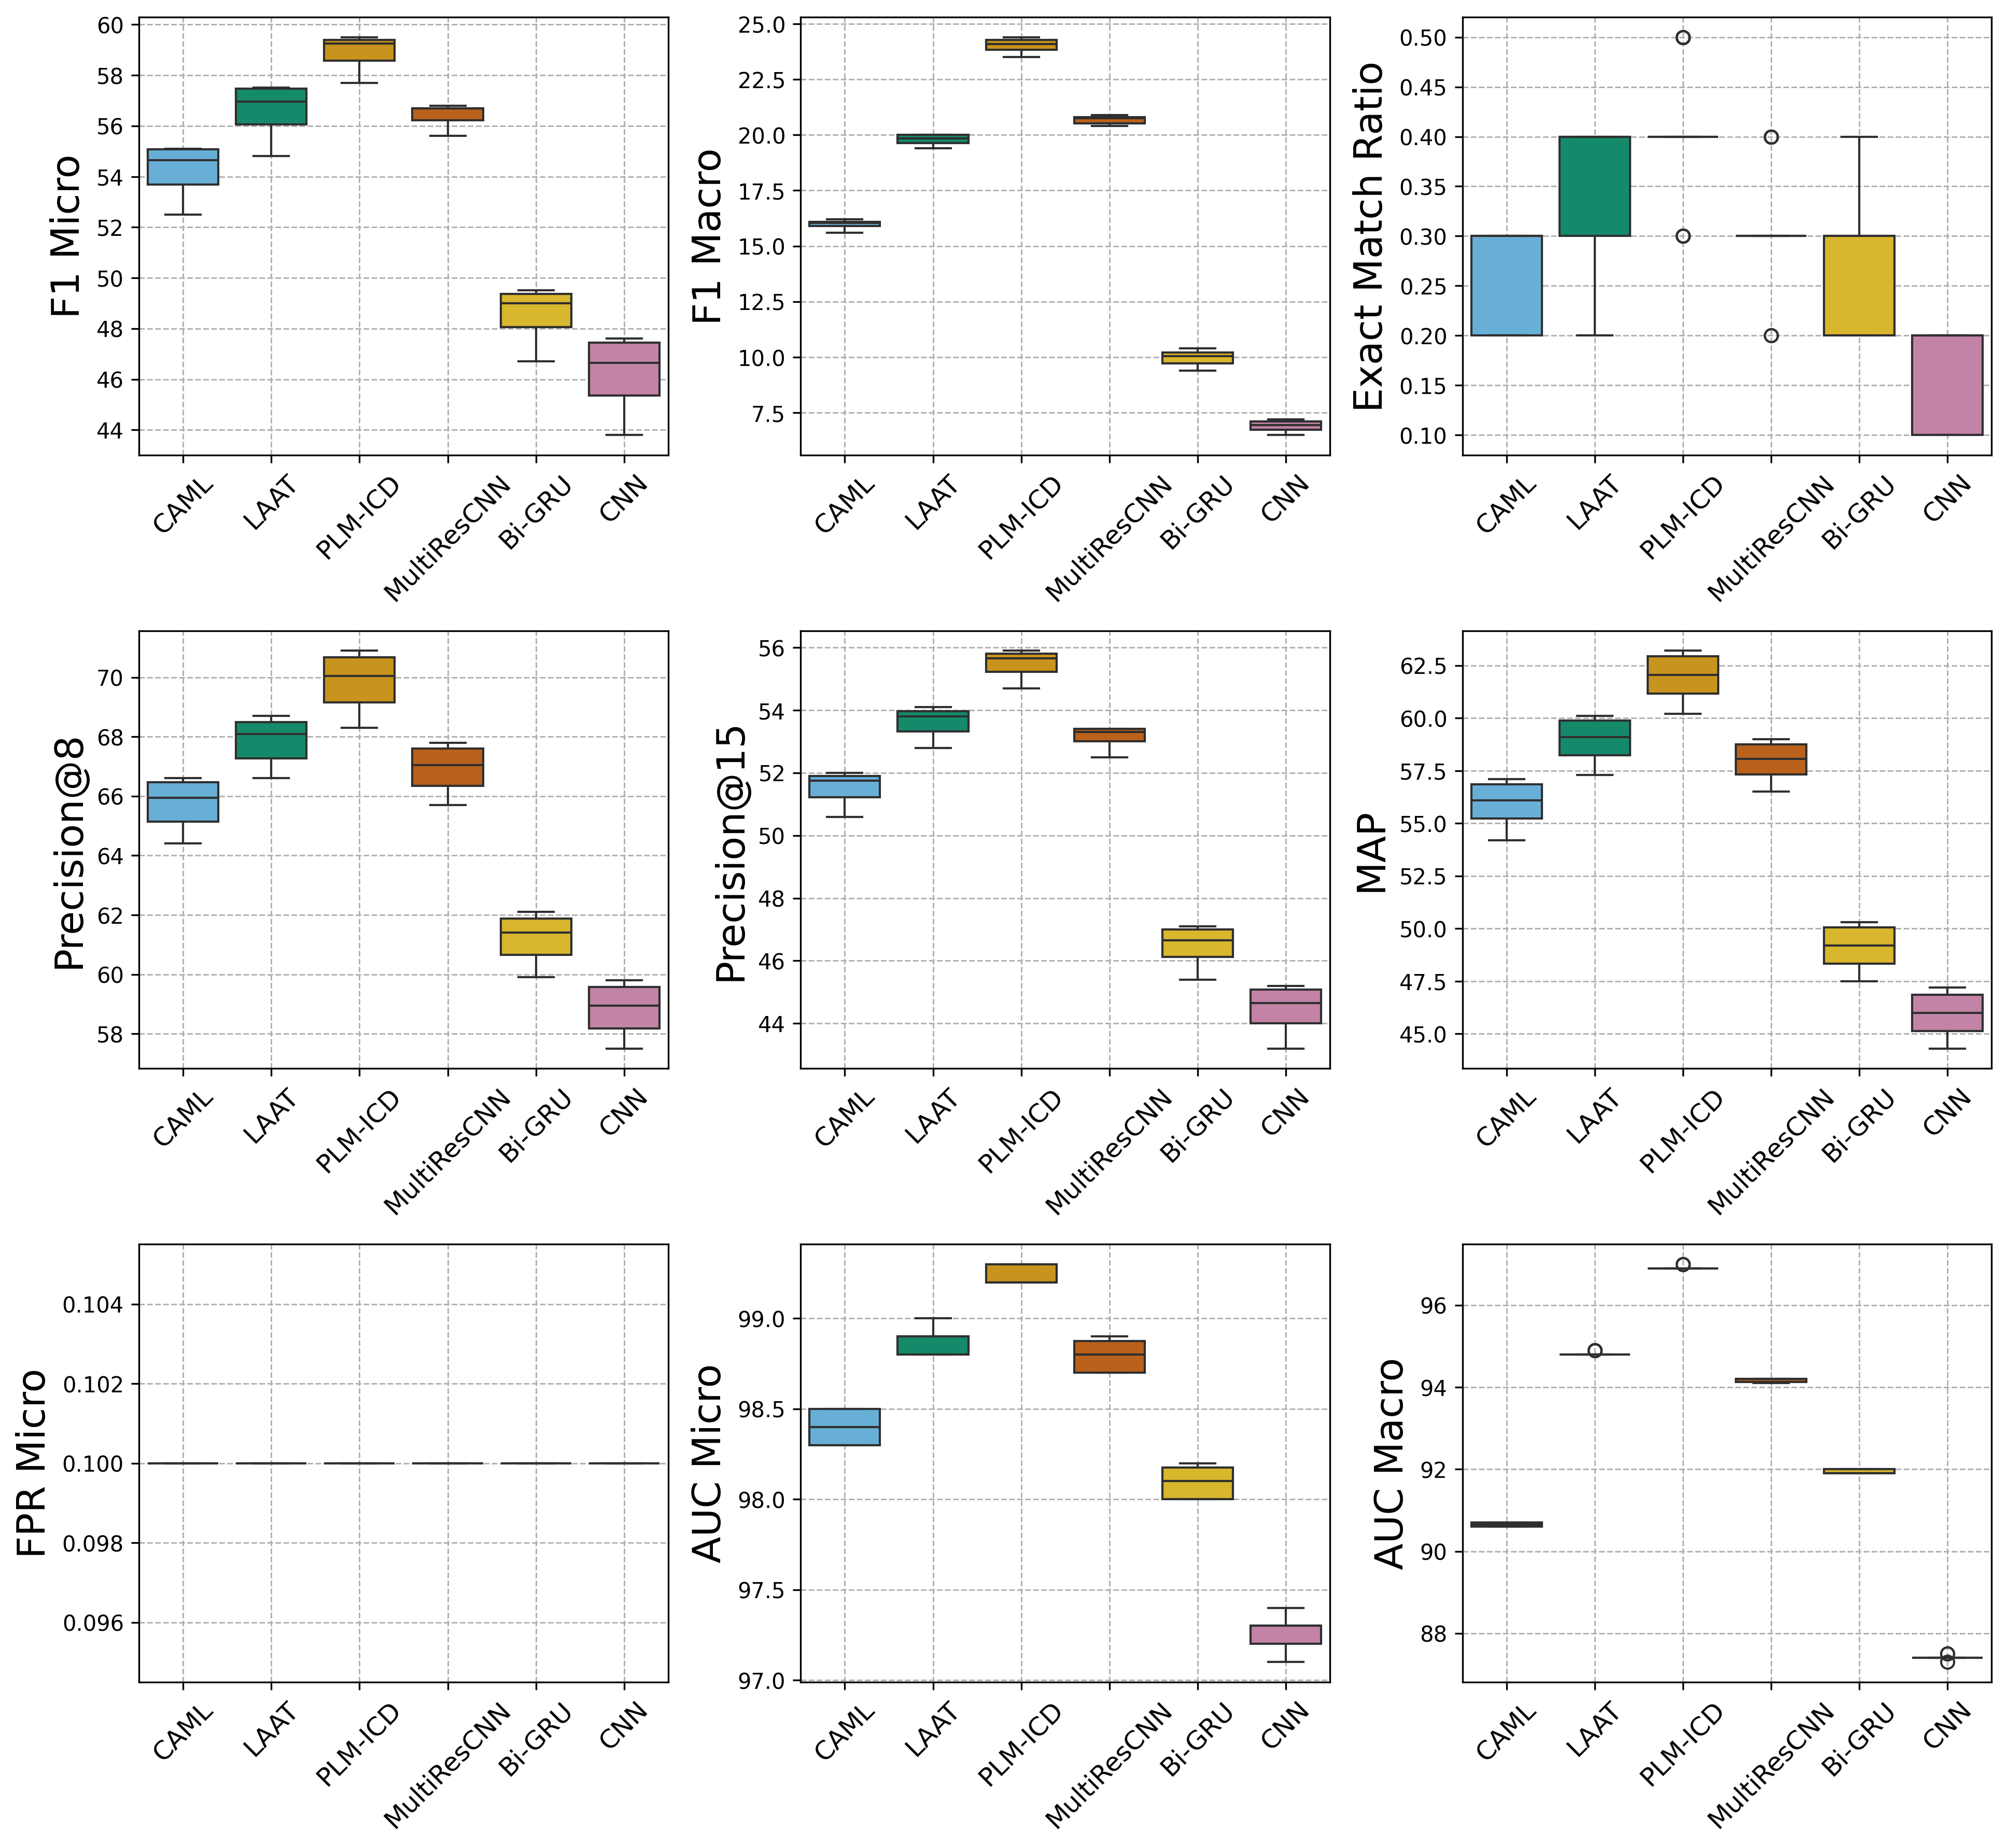 F1 Micro
60
58
56
54
52
50
48
46
44
CAML
LAAT
PLM-ICD
MultiResCNN
Bi-GRU
CNN
F1 Macro
25.0
22.5
20.0
17.5
15.0
12.5
10.0
7.5
CAML
LAAT
PLM-ICD
MultiResCNN
Bi-GRU
CNN
Exact Match Ratio
0.50
0.45
0.40
0.35
0.30
0.25
0.20
0.15
0.10
CAML
LAAT
PLM-ICD
MultiResCNN
Bi-GRU
CNN
Precision@8
70
68
66
64
62
60
58
CAML
LAAT
PLM-ICD
MultiResCNN
Bi-GRU
CNN
Precision@15
56
54
52
50
48
46
44
CAML
LAAT
PLM-ICD
MultiResCNN
Bi-GRU
CNN
MAP
62.5
60.0
57.5
55.0
52.5
50.0
47.5
45.0
CAML
LAAT
PLM-ICD
MultiResCNN
Bi-GRU
CNN
FPR Micro
0.104
0.102
0.100
0.098
0.096
CAML
LAAT
PLM-ICD
MultiResCNN
Bi-GRU
CNN
AUC Micro
99.0
98.5
98.0
97.5
97.0
CAML
LAAT
PLM-ICD
MultiResCNN
Bi-GRU
CNN
AUC Macro
96
94
92
90
88
CAML
LAAT
PLM-ICD
MultiResCNN
Bi-GRU
CNN